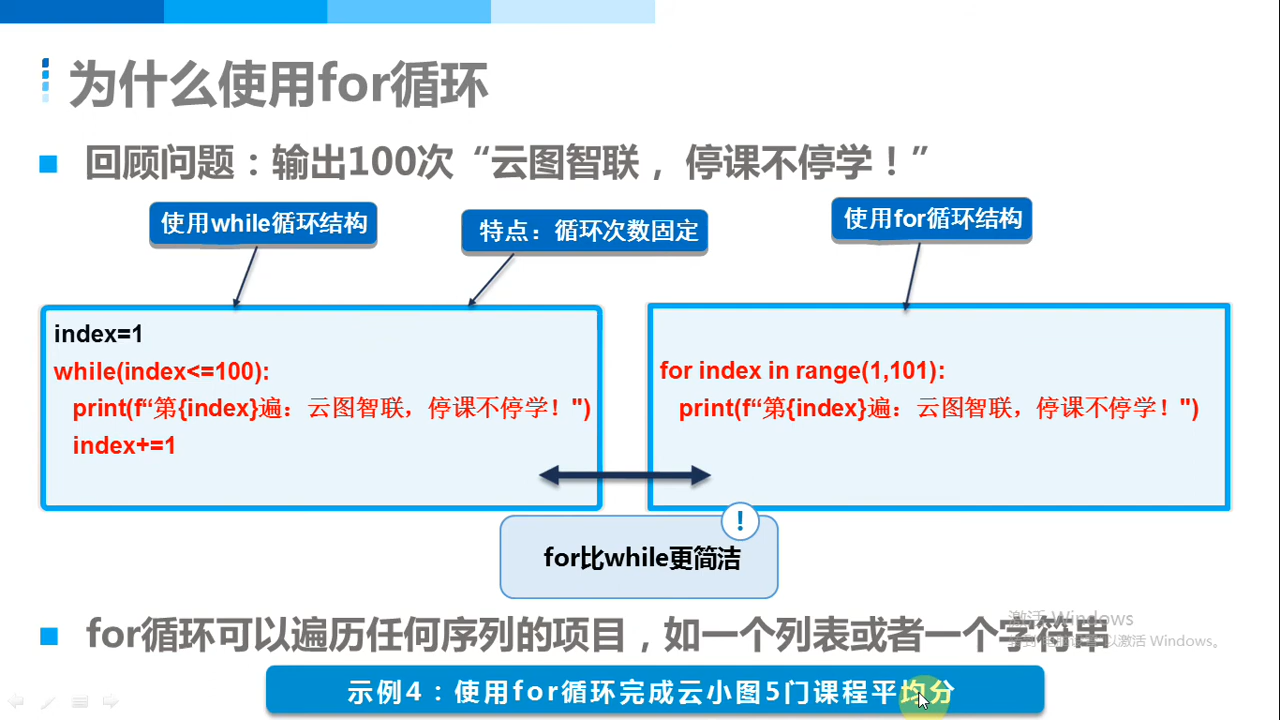 为什么使用for循环
回顾问题：输出100次“云图智联， 停课不停学！”
使用while循环结构
特点：循环次数固定
使用for循环结构
index=1
while(index<=100):
print(f“第{index}遍：云图智联，停课不停学！")
index+=1
for index in range(1,101):
print(f“第{index}遍：云图智联，停课不停学！")
!
for比while更简洁
for循环可以遍历任何序列的项目，如一个列表或者一个字符串
激活 Windows
以激活 Windows。
示例4：使用for循环完成云小图5门课程平均分